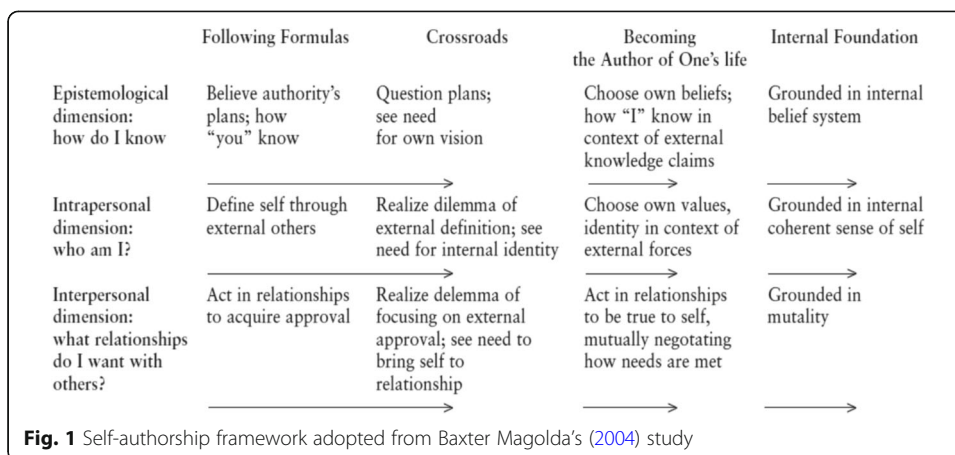 Following Formulas Crossroads Becoming the Author of One's life Internal Foundation
Epistemological dimension: how do I know
Believe authority's plans; how "you" know
Question plans; see need for own vision
Choose own beliefs; how "I" know in context of external knowledge claims
Grounded in internal belief system
Intrapersonal dimension: who am I?
Define self through external others
Realize dilemma of external definition; see need for internal identity
Choose own values, identity in context of external forces
Grounded in internal coherent sense of self
Interpersonal dimension: what relationships do I want with others?
Act in relationships to acquire approval
Realize delemma of focusing on external approval; see need to bring self to relationship
Act in relationships to be true to self, mutually negotating how needs are met
Grounded in mutality
Fig. 1 Self-authorship framework adopted from Baxter Magolda's (2004) study